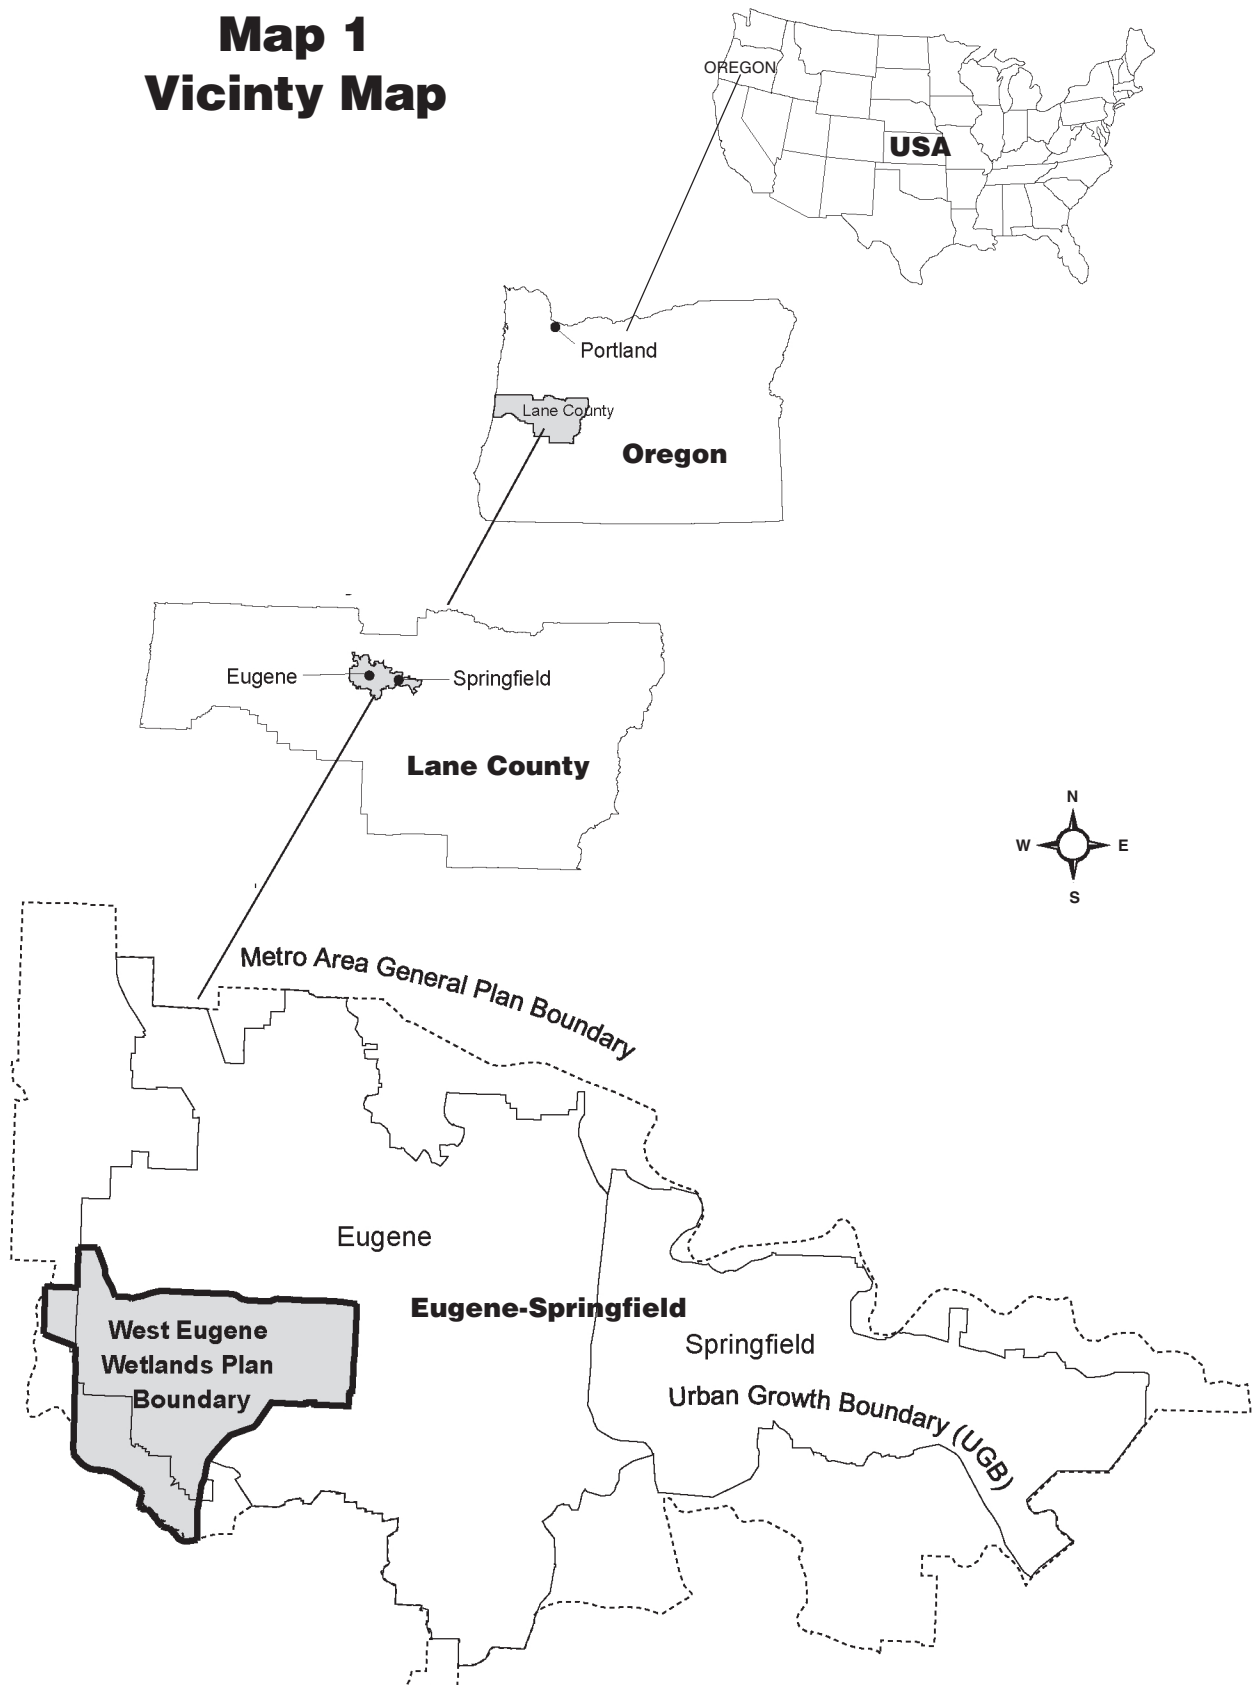 Map 1
Vicinty Map
OREGON
USA
Portland
Lane County
Oregon
Eugene
Springfield
Lane County
N
W
E
S
Metro Area General Plan Boundary
Eugene
Eugene-Springfield
West Eugene
Wetlands Plan
Boundary
Springfield
Urban Growth Boundary (UGB)